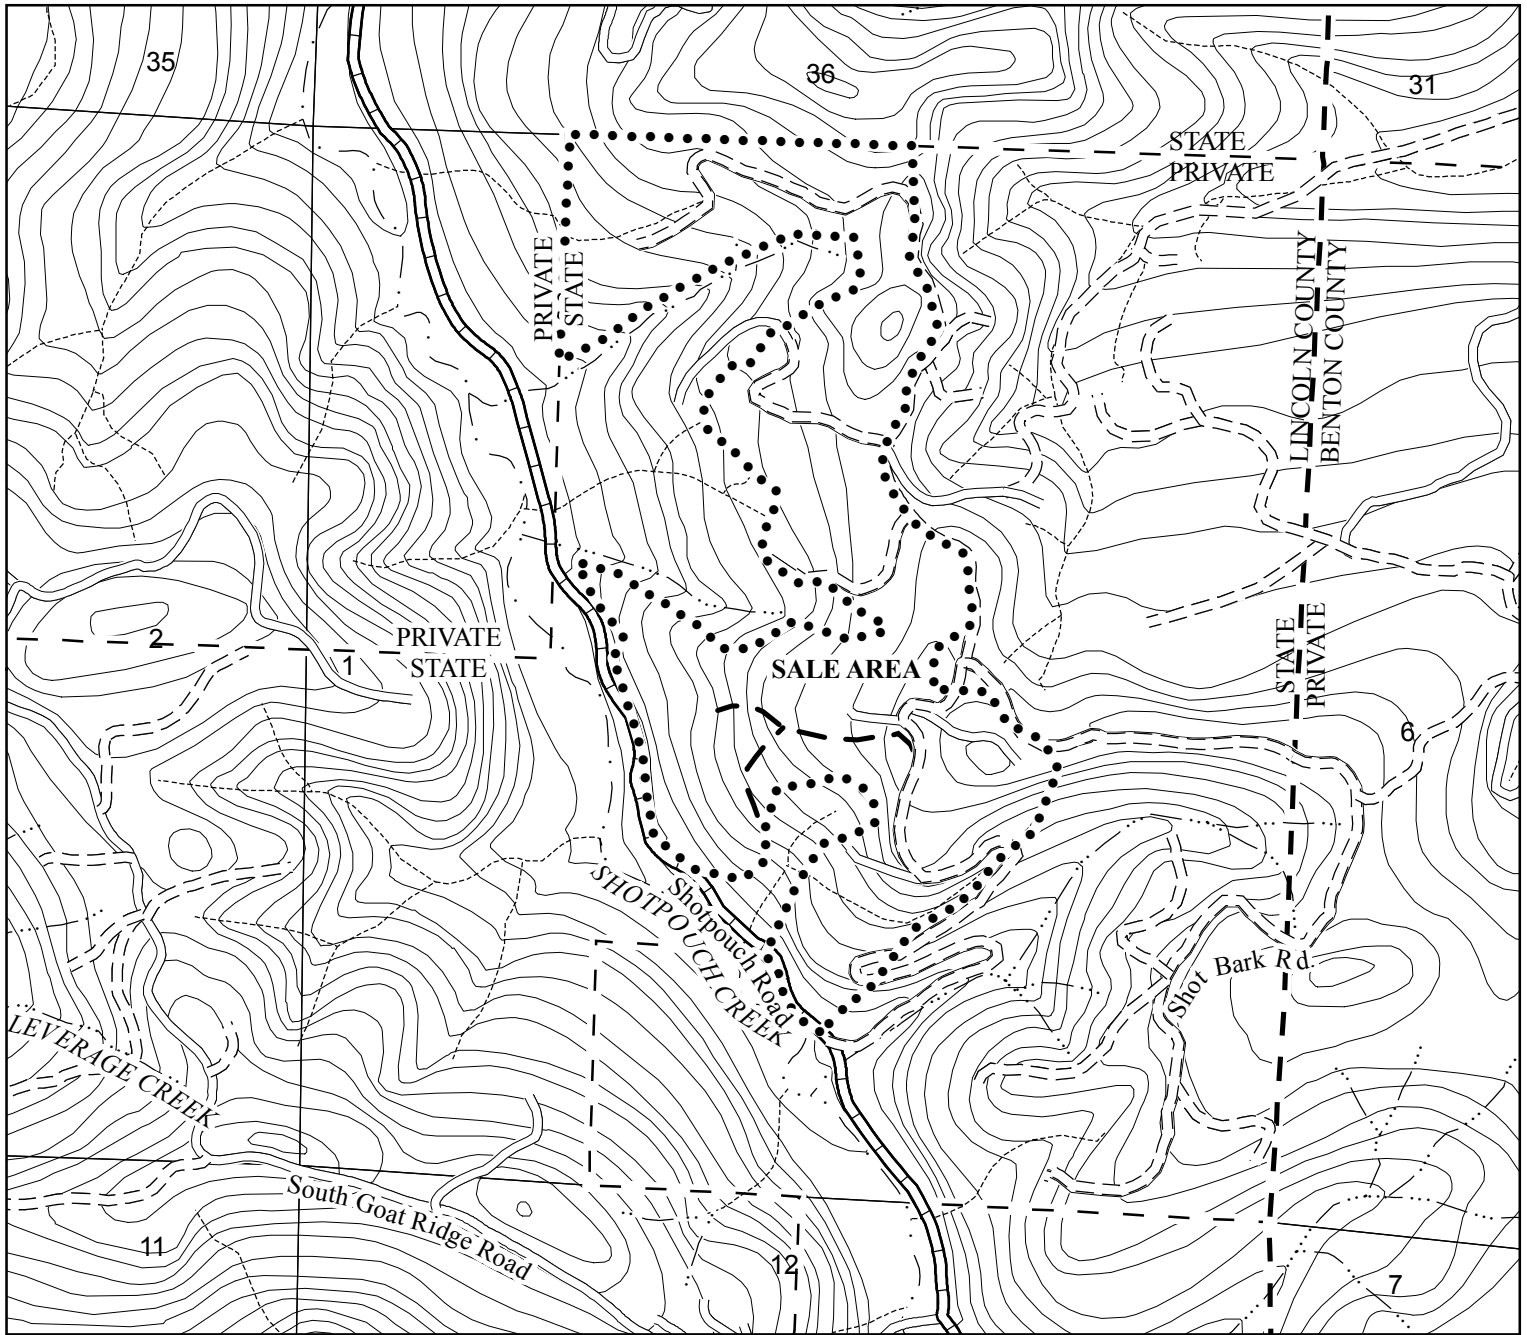 35
36
31
STATE
PRIVATE
PRIVATE
STATE
LINCOLN COUNTY
BENTON COUNTY
2
1
PRIVATE
STATE
SALE AREA
STATE
PRIVATE
6
SHOTPOUCH CREEK
Shotpouch Road
Shot Bark Rd
LEVERAGE CREEK
South Goat Ridge Road
11
12
7